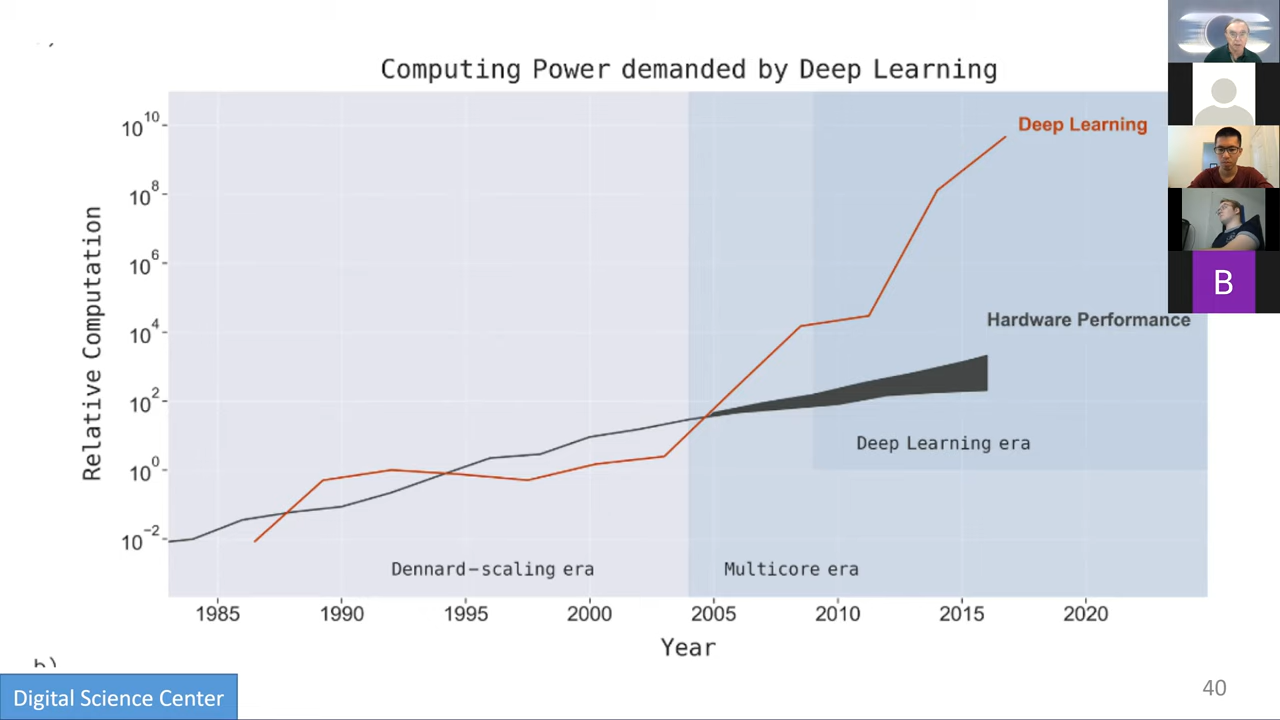 Computing Power demanded by Deep Learning
10^10
10^8
10^6
10^4
10^2
10^0
10^-2
Relative Computation
Deep Learning
Hardware Performance
Deep Learning era
Dennard-scaling era
Multicore era
1985 1990 1995 2000 2005 2010 2015 2020
Year
B
Digital Science Center
40